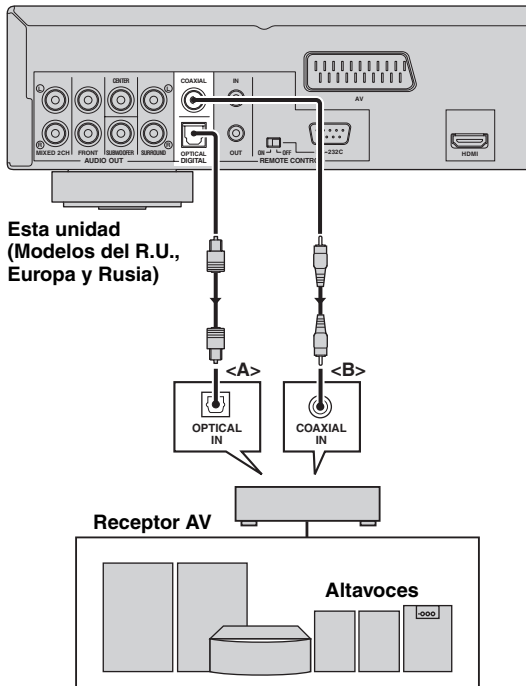 CENTER
COAXIAL
IN
L
L
AV
R
R
MIXED 2CH
FRONT
SUBWOOFER
SURROUND
OPTICAL
OUT
ON
OFF
-232C
HDMI
AUDIO OUT
DIGITAL
REMOTE CONTROL
Esta unidad
(Modelos del R.U.,
Europa y Rusia)
<A>
<B>
OPTICAL
IN
COAXIAL
IN
Receptor AV
Altavoces